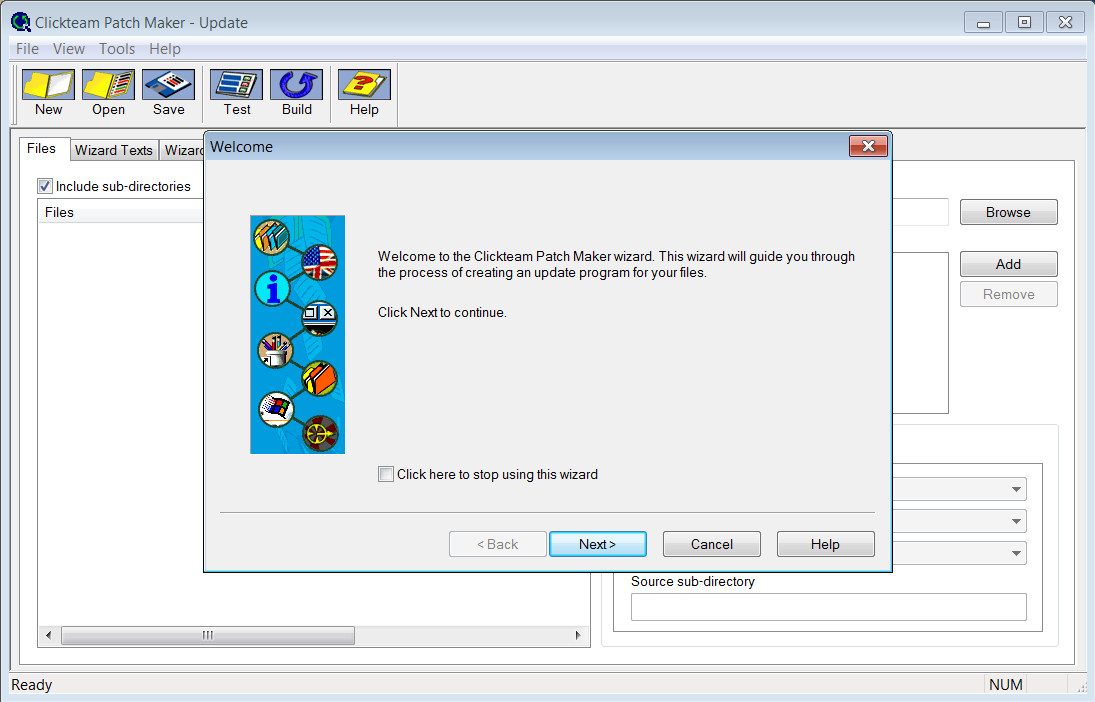 Clickteam Patch Maker - Update
File View Tools Help
New Open Save Test Build Help
Files Wizard Texts
Welcome
Include sub-directories
Files
Browse
Add
Remove
Welcome to the Clickteam Patch Maker wizard. This wizard will guide you through
the process of creating an update program for your files.
Click Next to continue.
Click here to stop using this wizard
< Back Next > Cancel Help
Source sub-directory
Ready NUM